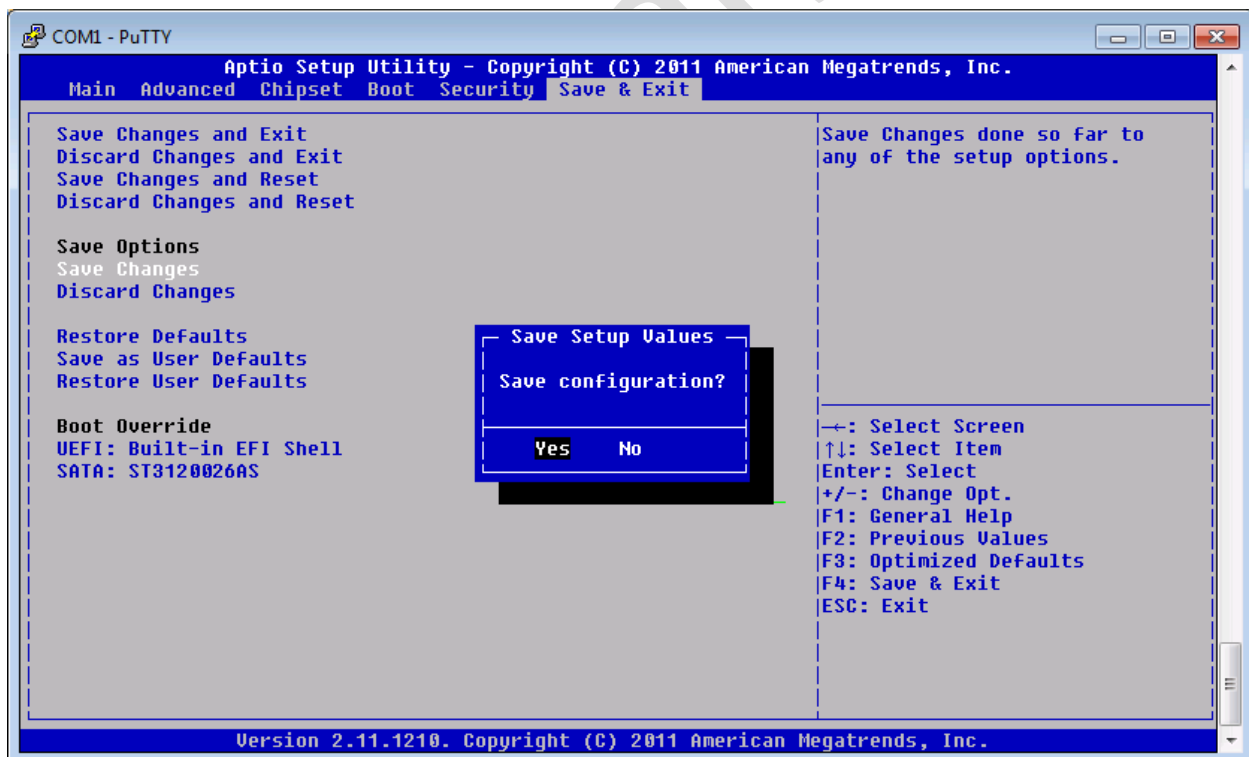 COM1 - PuTTY
Aptio Setup Utility - Copyright (C) 2011 American Megatrends, Inc.
Main Advanced Chipset Boot Security Save & Exit
Save Changes and Exit
Discard Changes and Exit
Save Changes and Reset
Discard Changes and Reset
Save Options
Save Changes
Discard Changes
Restore Defaults
Save as User Defaults
Restore User Defaults
Boot Override
UEFI: Built-in EFI Shell
SATA: ST3120026AS
Save Setup Values
Save configuration?
Yes No
Save Changes done so far to
any of the setup options.
→←: Select Screen
↑↓: Select Item
Enter: Select
+/-: Change Opt.
F1: General Help
F2: Previous Values
F3: Optimized Defaults
F4: Save & Exit
ESC: Exit
Version 2.11.1210. Copyright (C) 2011 American Megatrends, Inc.